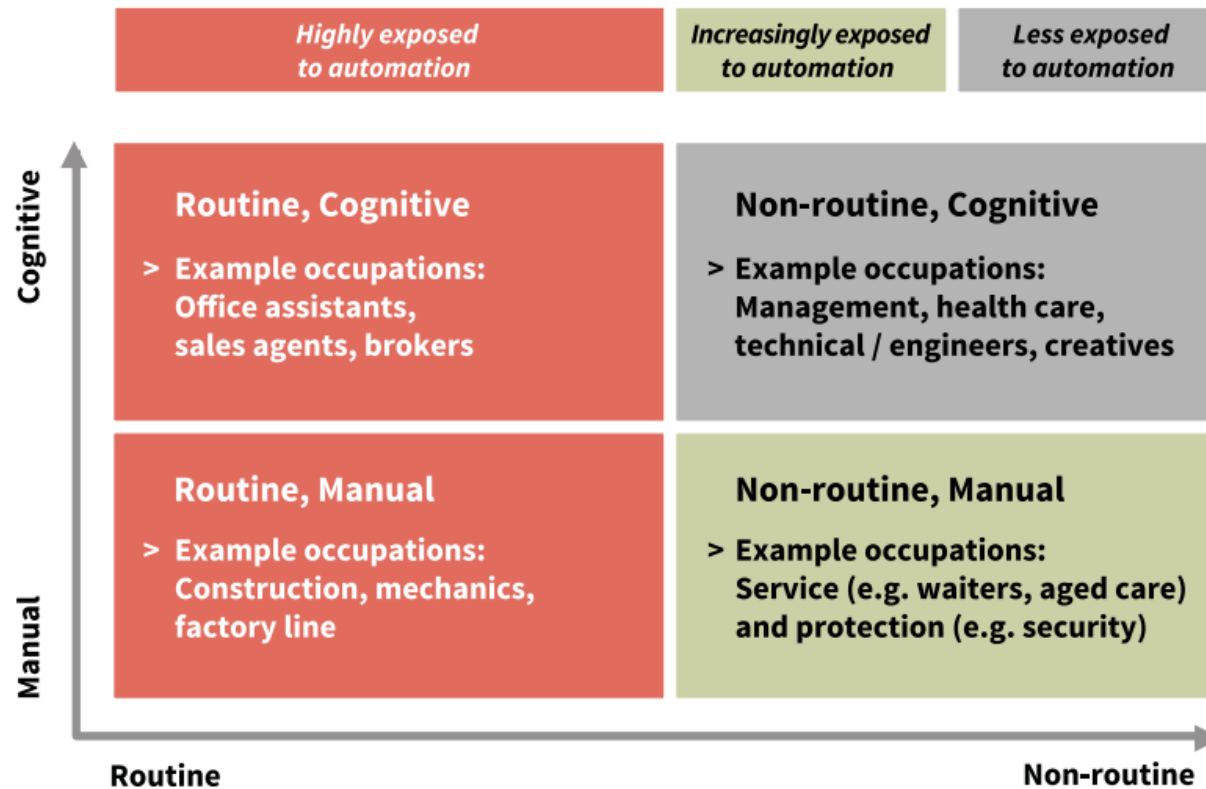 Highly exposed
to automation
Increasingly exposed
to automation
Less exposed
to automation
Cognitive
Routine, Cognitive
> Example occupations:
Office assistants,
sales agents, brokers
Non-routine, Cognitive
> Example occupations:
Management, health care,
technical / engineers, creatives
Manual
Routine, Manual
> Example occupations:
Construction, mechanics,
factory line
Non-routine, Manual
> Example occupations:
Service (e.g. waiters, aged care)
and protection (e.g. security)
Routine
Non-routine